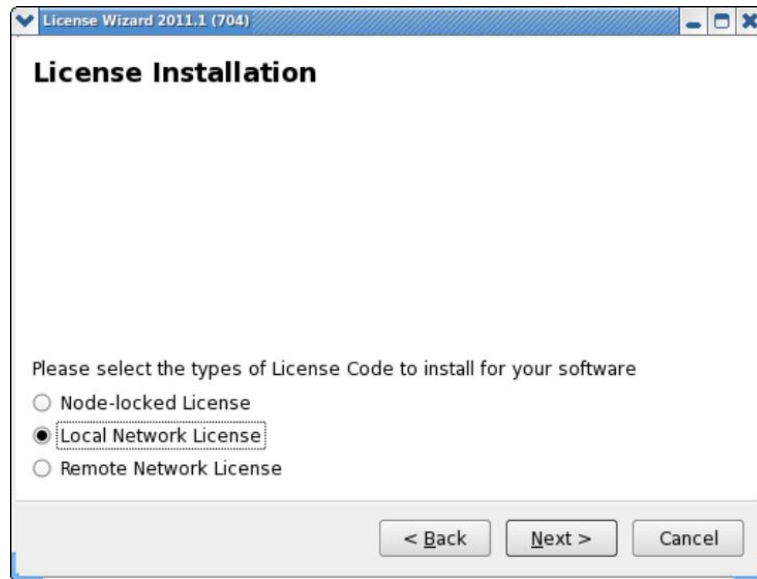 License Wizard 2011.1 (704)
License Installation
Please select the types of License Code to install for your software
Node-locked License
Local Network License
Remote Network License
< Back Next > Cancel